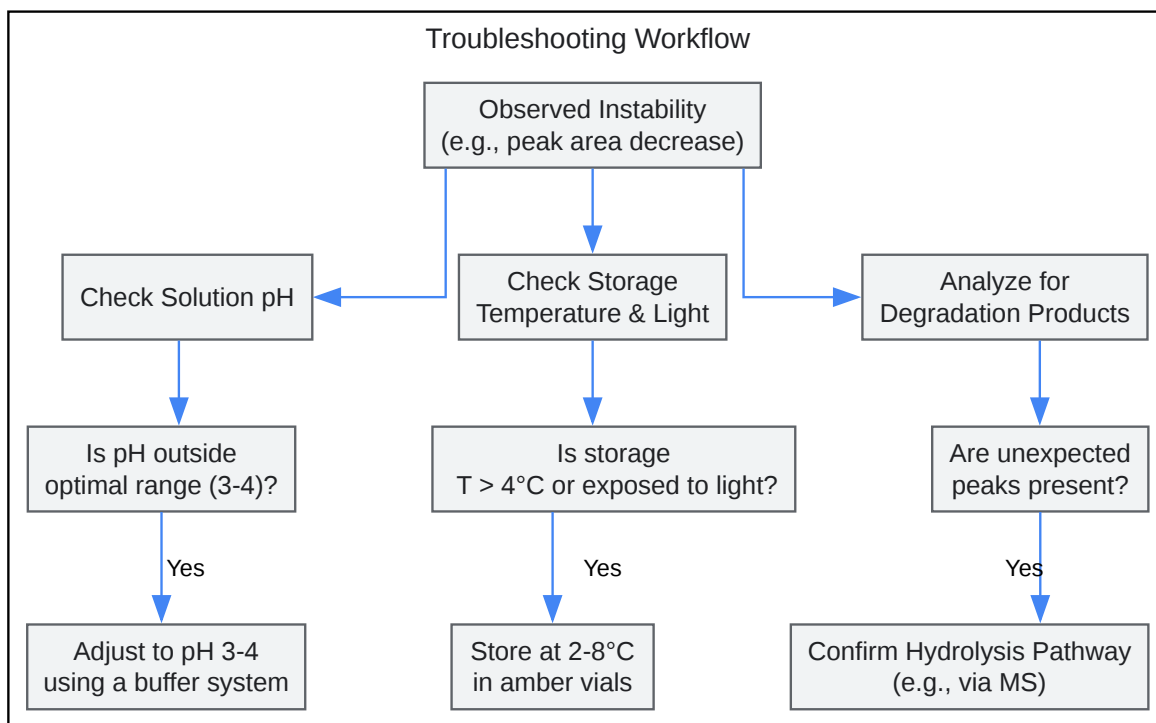 Troubleshooting Workflow
Observed Instability
(e.g., peak area decrease)
Check Solution pH
Check Storage
Temperature & Light
Analyze for
Degradation Products
Is pH outside
optimal range (3-4)?
Is storage
T > 4°C or exposed to light?
Are unexpected
peaks present?
Yes
Yes
Yes
Adjust to pH 3-4
using a buffer system
Store at 2-8°C
in amber vials
Confirm Hydrolysis Pathway
(e.g., via MS)